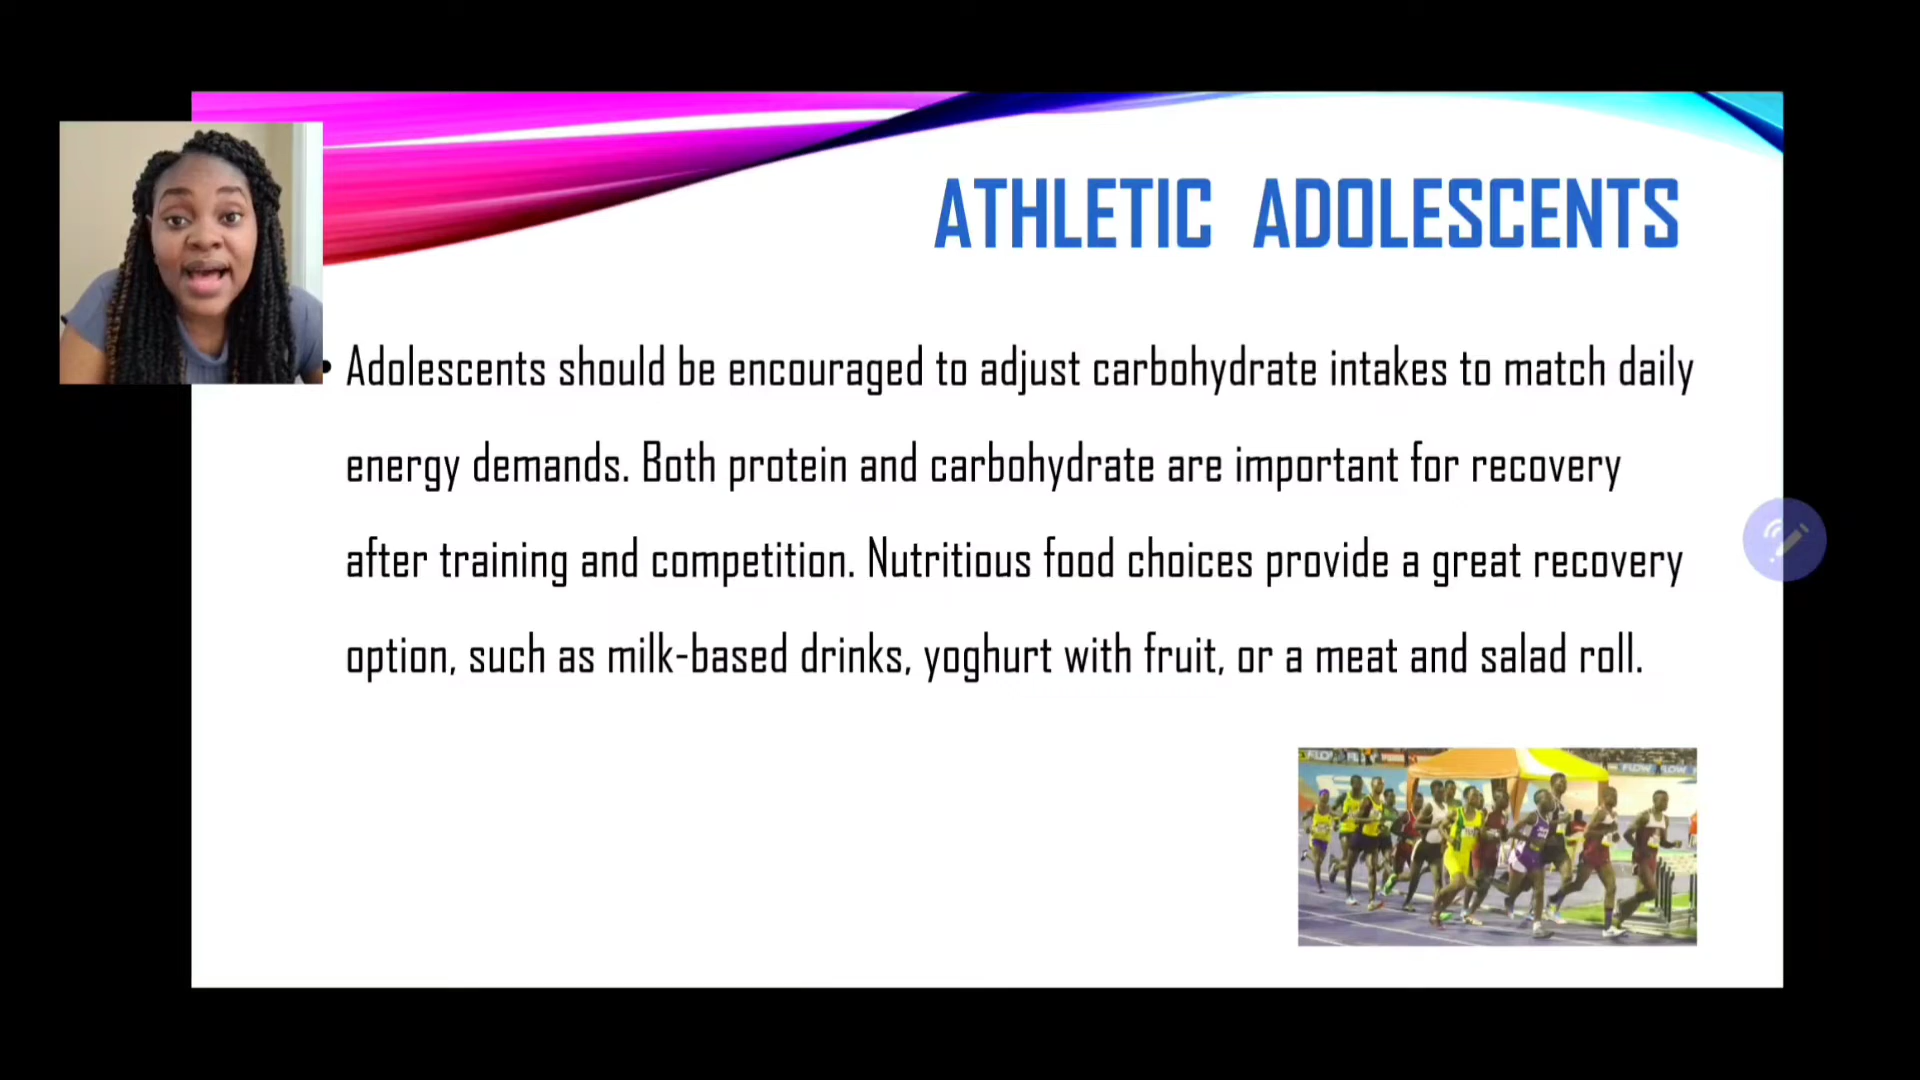 ATHLETIC ADOLESCENTS
• Adolescents should be encouraged to adjust carbohydrate intakes to match daily
energy demands. Both protein and carbohydrate are important for recovery
after training and competition. Nutritious food choices provide a great recovery
option, such as milk-based drinks, yoghurt with fruit, or a meat and salad roll.
FLOW FLOW